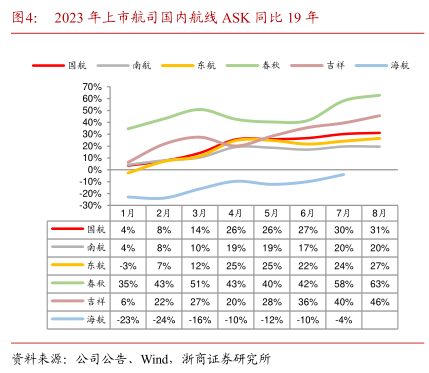 图4： 2023 年上市航司国内航线 ASK 同比 19 年
国航 南航 东航 春秋 吉祥 海航
70%
60%
50%
40%
30%
20%
10%
0%
-10%
-20%
-30%
1月 2月 3月 4月 5月 6月 7月 8月
国航 4% 8% 14% 26% 26% 27% 30% 31%
南航 4% 8% 10% 19% 19% 17% 20% 20%
东航 -3% 7% 12% 25% 25% 22% 24% 27%
春秋 35% 43% 51% 43% 40% 42% 58% 63%
吉祥 6% 22% 27% 20% 28% 36% 40% 46%
海航 -23% -24% -16% -10% -12% -10% -4%
资料来源：公司公告、Wind，浙商证券研究所